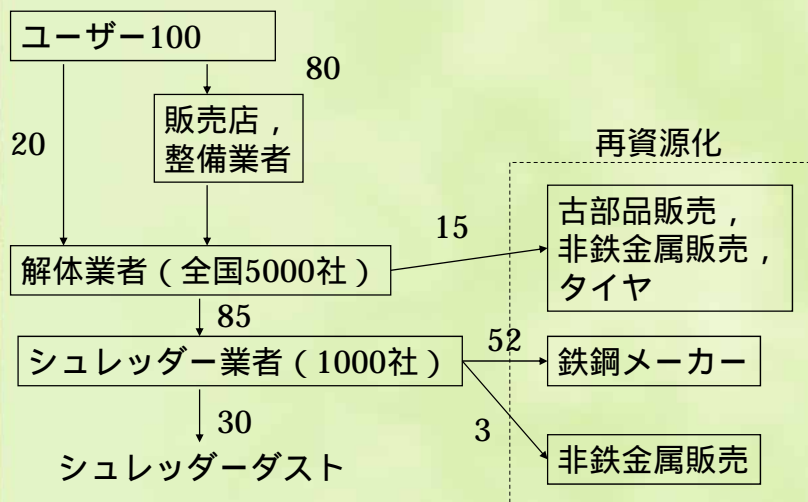 ユーザー100
80
20
販売店，
整備業者
再資源化
15
古部品販売，
非鉄金属販売，
タイヤ
解体業者（全国5000社）
85
シュレッダー業者（1000社）
52
鉄鋼メーカー
30
3
シュレッダーダスト
非鉄金属販売